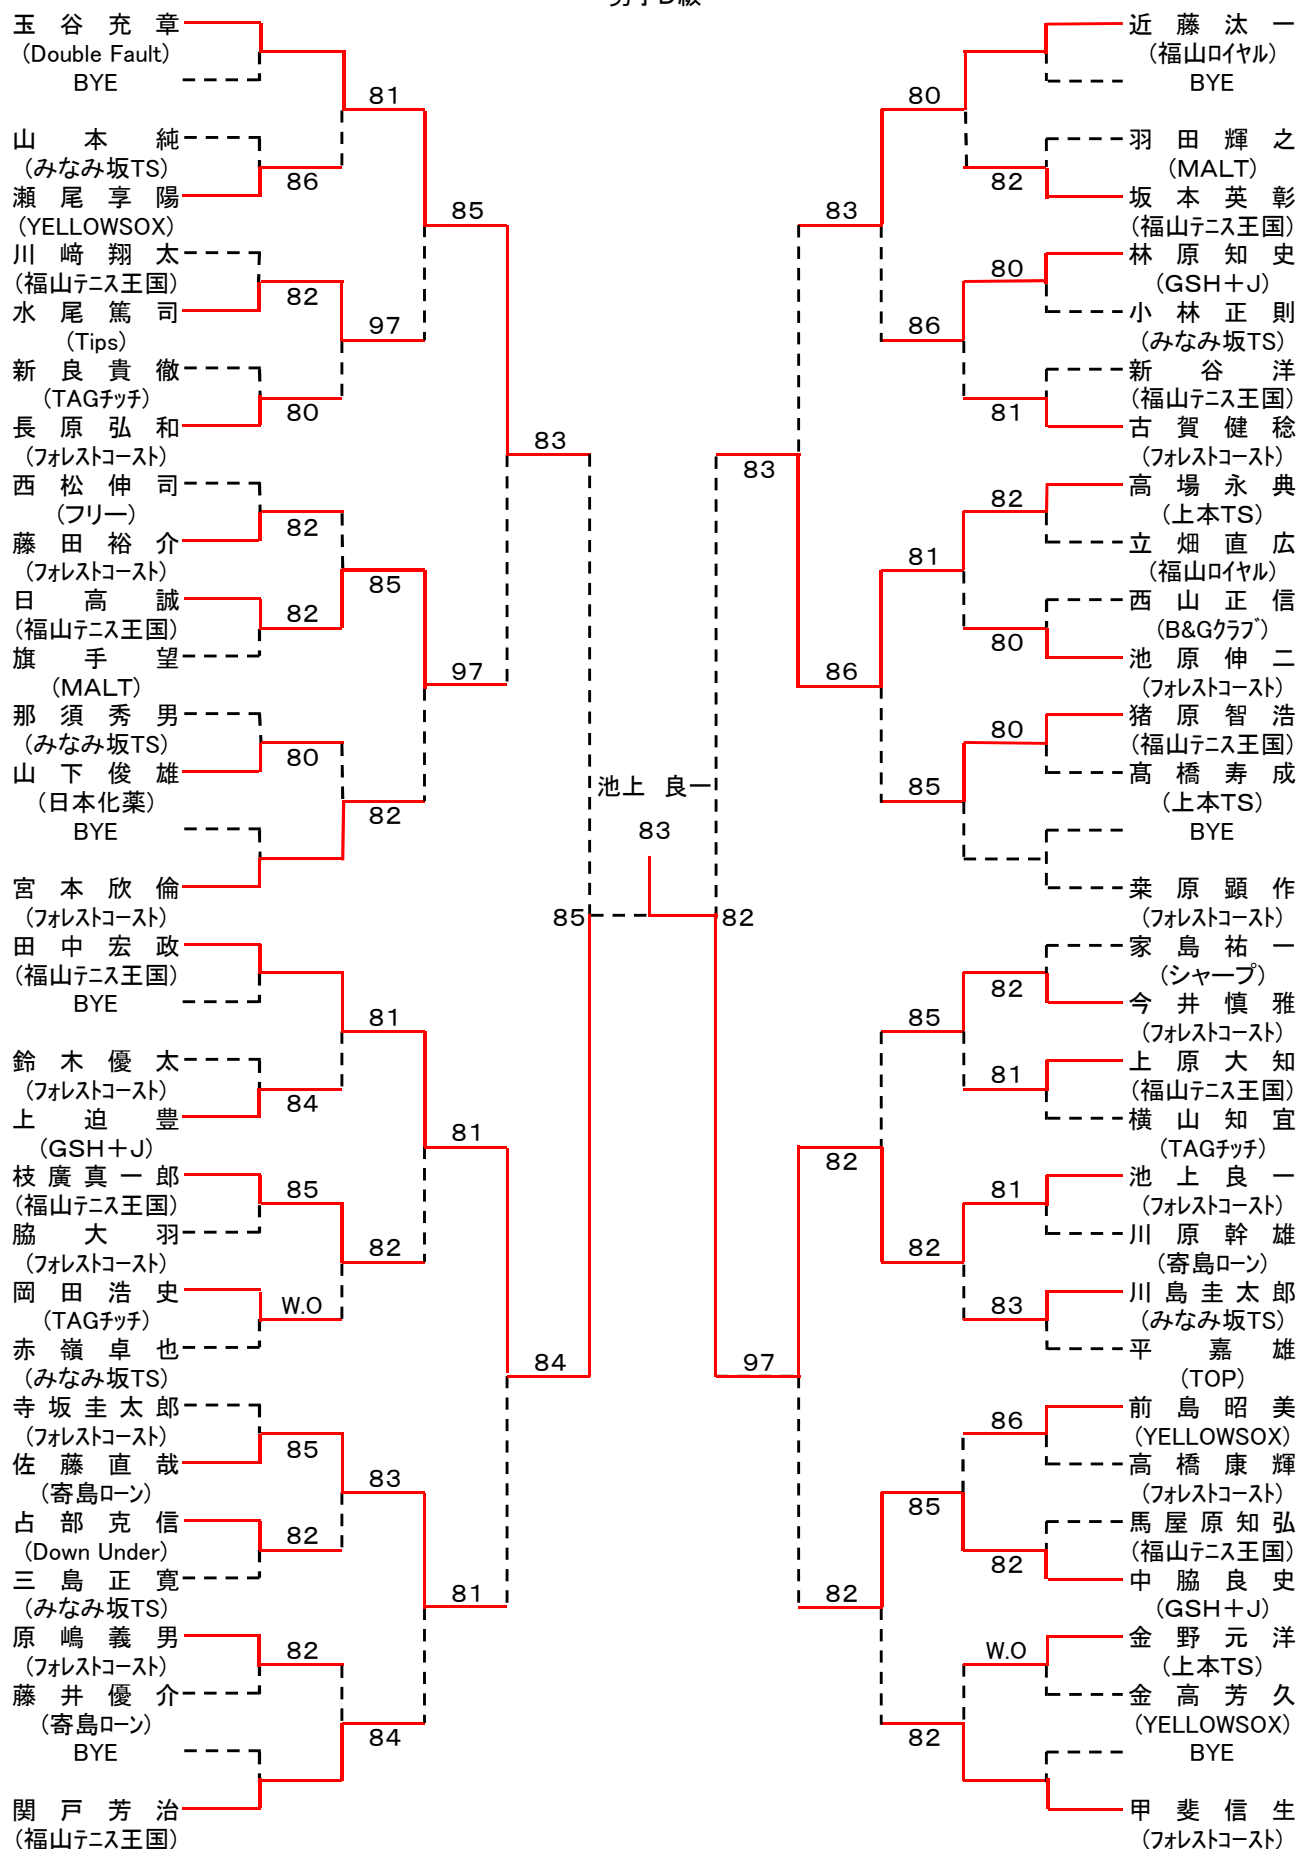 玉谷充章
(Double Fault)
BYE
山本純
(みなみ坂TS)
瀬尾享陽
(YELLOWSOX)
川﨑翔太
(福山テニス王国)
水尾篤司
(Tips)
新良貴徹
(TAGチッチ)
長原弘和
(フォレストコースト)
西松伸司
(フリー)
藤田裕介
(フォレストコースト)
日高誠
(福山テニス王国)
旗手望
(MALT)
那須秀男
(みなみ坂TS)
山下俊雄
(日本化薬)
BYE
宮本欣倫
(フォレストコースト)
田中宏政
(福山テニス王国)
BYE
鈴木優太
(フォレストコースト)
上迫豊
(GSH+J)
枝廣真一郎
(福山テニス王国)
脇大羽
(フォレストコースト)
岡田浩史
(TAGチッチ)
赤嶺卓也
(みなみ坂TS)
寺坂圭太郎
(フォレストコースト)
佐藤直哉
(寄島ローン)
占部克信
(Down Under)
三島正寛
(みなみ坂TS)
原嶋義男
(フォレストコースト)
藤井優介
(寄島ローン)
BYE
関戸芳治
(福山テニス王国)
86
82
80
82
82
80
84
85
W.O
85
82
82
81
97
85
82
81
82
83
84
85
97
81
81
83
84
85
池上 良一
83
82
83
97
83
86
82
82
80
86
81
85
85
82
85
82
82
80
81
82
80
80
82
81
81
83
86
82
W.O
近藤汰一
(福山ロイヤル)
BYE
羽田輝之
(MALT)
坂本英彰
(福山テニス王国)
林原知史
(GSH+J)
小林正則
(みなみ坂TS)
新谷洋
(福山テニス王国)
古賀健稔
(フォレストコースト)
高場永典
(上本TS)
立畑直広
(福山ロイヤル)
西山正信
(B&Gクラブ)
池原伸二
(フォレストコースト)
猪原智浩
(福山テニス王国)
髙橋寿成
(上本TS)
BYE
桒原顕作
(フォレストコースト)
家島祐一
(シャープ)
今井慎雅
(フォレストコースト)
上原大知
(福山テニス王国)
横山知宜
(TAGチッチ)
池上良一
(フォレストコースト)
川原幹雄
(寄島ローン)
川島圭太郎
(みなみ坂TS)
平嘉雄
(TOP)
前島昭美
(YELLOWSOX)
高橋康輝
(フォレストコースト)
馬屋原知弘
(福山テニス王国)
中脇良史
(GSH+J)
金野元洋
(上本TS)
金高芳久
(YELLOWSOX)
BYE
甲斐信生
(フォレストコースト)